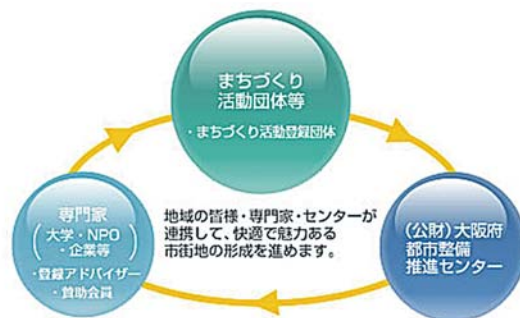 まちづくり
活動団体等
・まちづくり活動登録団体
専門家
(大学・NPO
・企業等)
・登録アドバイザー
・賛助会員
地域の皆様・専門家・センターが
連携して、快適で魅力ある
市街地の形成を進めます。
(公財)大阪府
都市整備
推進センター